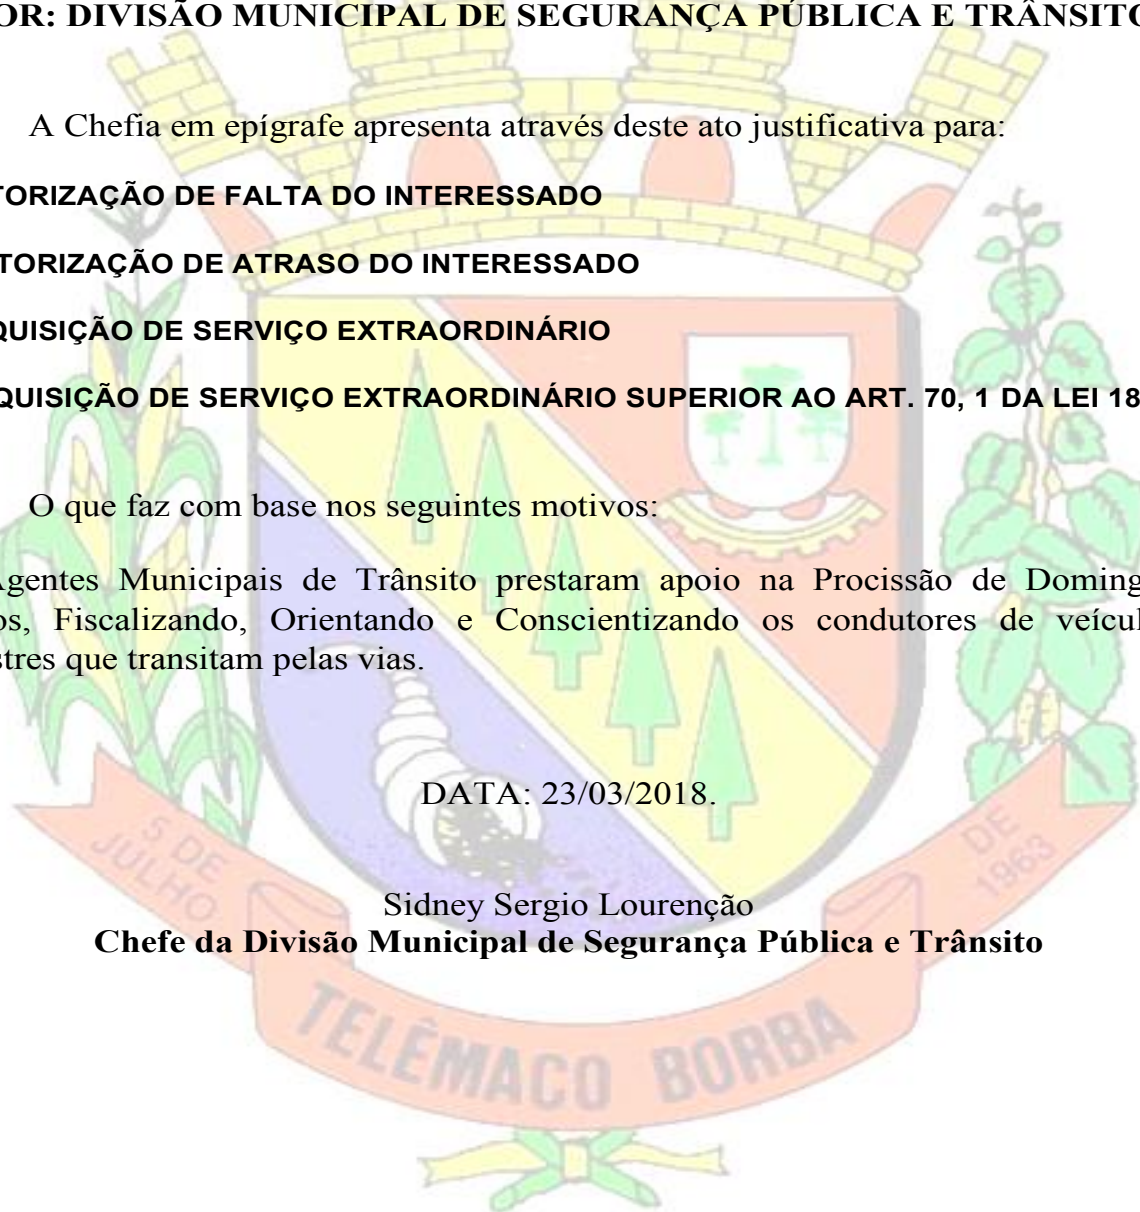 OR: DIVISÃO MUNICIPAL DE SEGURANÇA PÚBLICA E TRÂNSITO
A Chefia em epígrafe apresenta através deste ato justificativa para:
TORIZAÇÃO DE FALTA DO INTERESSADO
TORIZAÇÃO DE ATRASO DO INTERESSADO
QUISIÇÃO DE SERVIÇO EXTRAORDINÁRIO
QUISIÇÃO DE SERVIÇO EXTRAORDINÁRIO SUPERIOR AO ART. 70, 1 DA LEI 18
O que faz com base nos seguintes motivos:
Agentes Municipais de Trânsito prestaram apoio na Procissão de Doming
os, Fiscalizando, Orientando e Conscientizando os condutores de veícul
stres que transitam pelas vias.
DATA: 23/03/2018.
5 DE JULHO
DE 1963
Sidney Sergio Lourenção
Chefe da Divisão Municipal de Segurança Pública e Trânsito
TELÊMACO BORBA